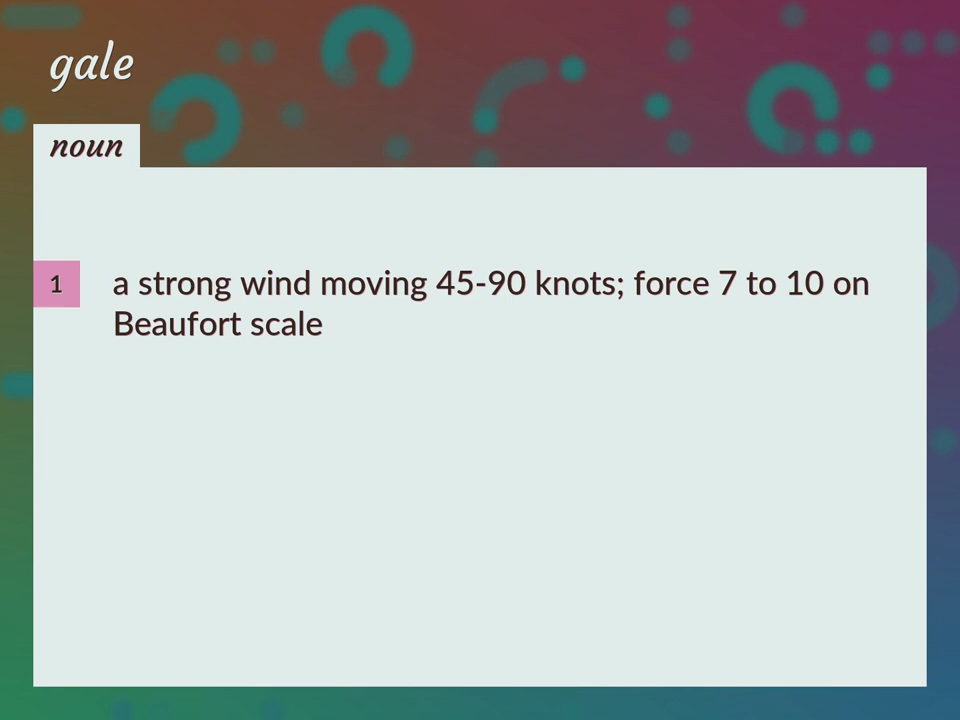 gale
noun
1
a strong wind moving 45-90 knots; force 7 to 10 on
Beaufort scale